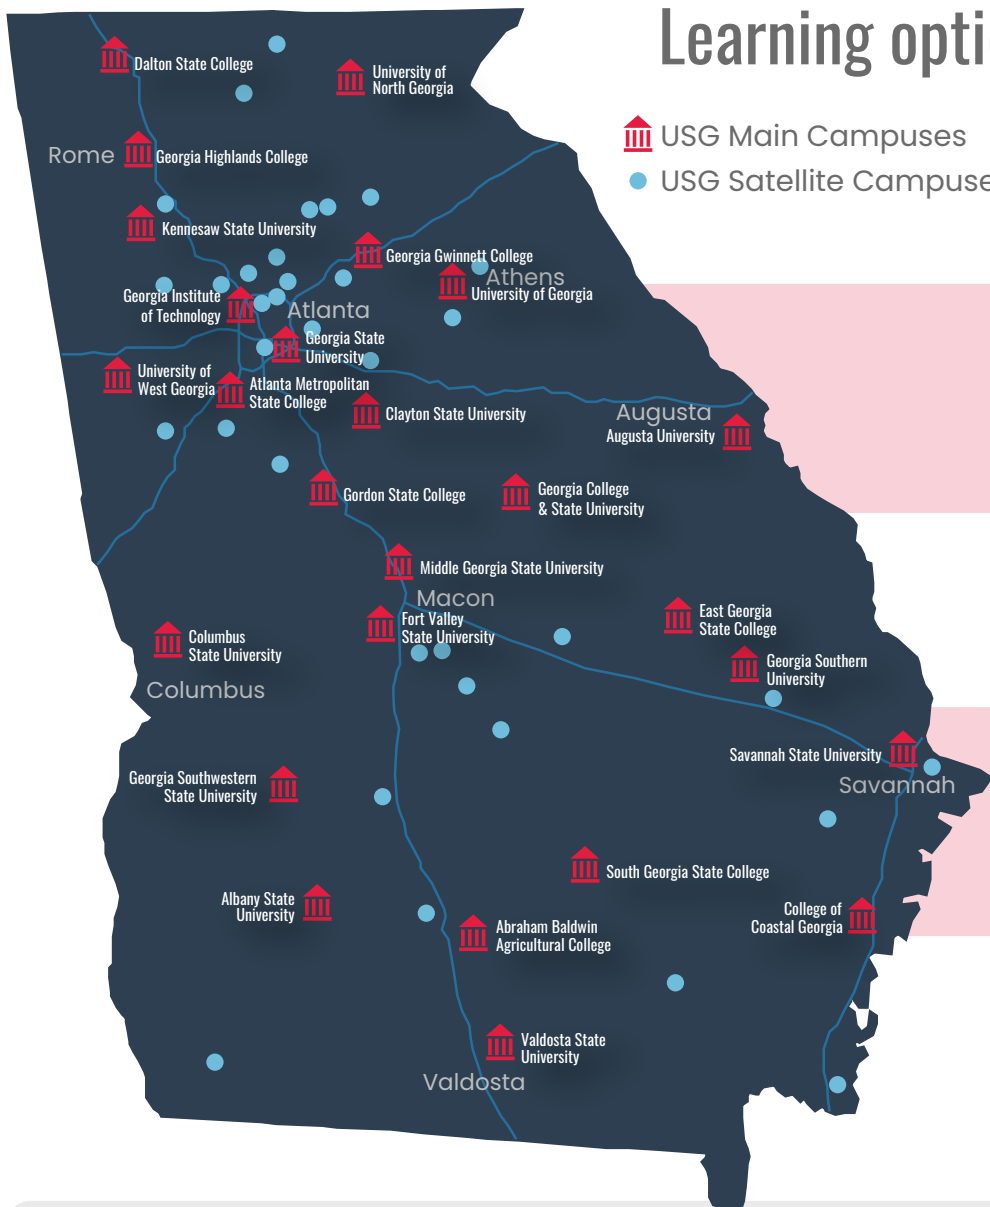 Learning opti
USG Main Campuses
USG Satellite Campuse
Dalton State College
University of
North Georgia
Rome
Georgia Highlands College
Kennesaw State University
Georgia Gwinnett College
Athens
University of Georgia
Georgia Institute
of Technology
Atlanta
Georgia State
University
University of
West Georgia
Atlanta Metropolitan
State College
Clayton State University
Augusta
Augusta University
Gordon State College
Georgia College
& State University
Middle Georgia State University
Macon
Fort Valley
State University
East Georgia
State College
Columbus
State University
Columbus
Georgia Southern
University
Savannah State University
Savannah
Georgia Southwestern
State University
South Georgia State College
Albany State
University
College of
Coastal Georgia
Abraham Baldwin
Agricultural College
Valdosta State
University
Valdosta